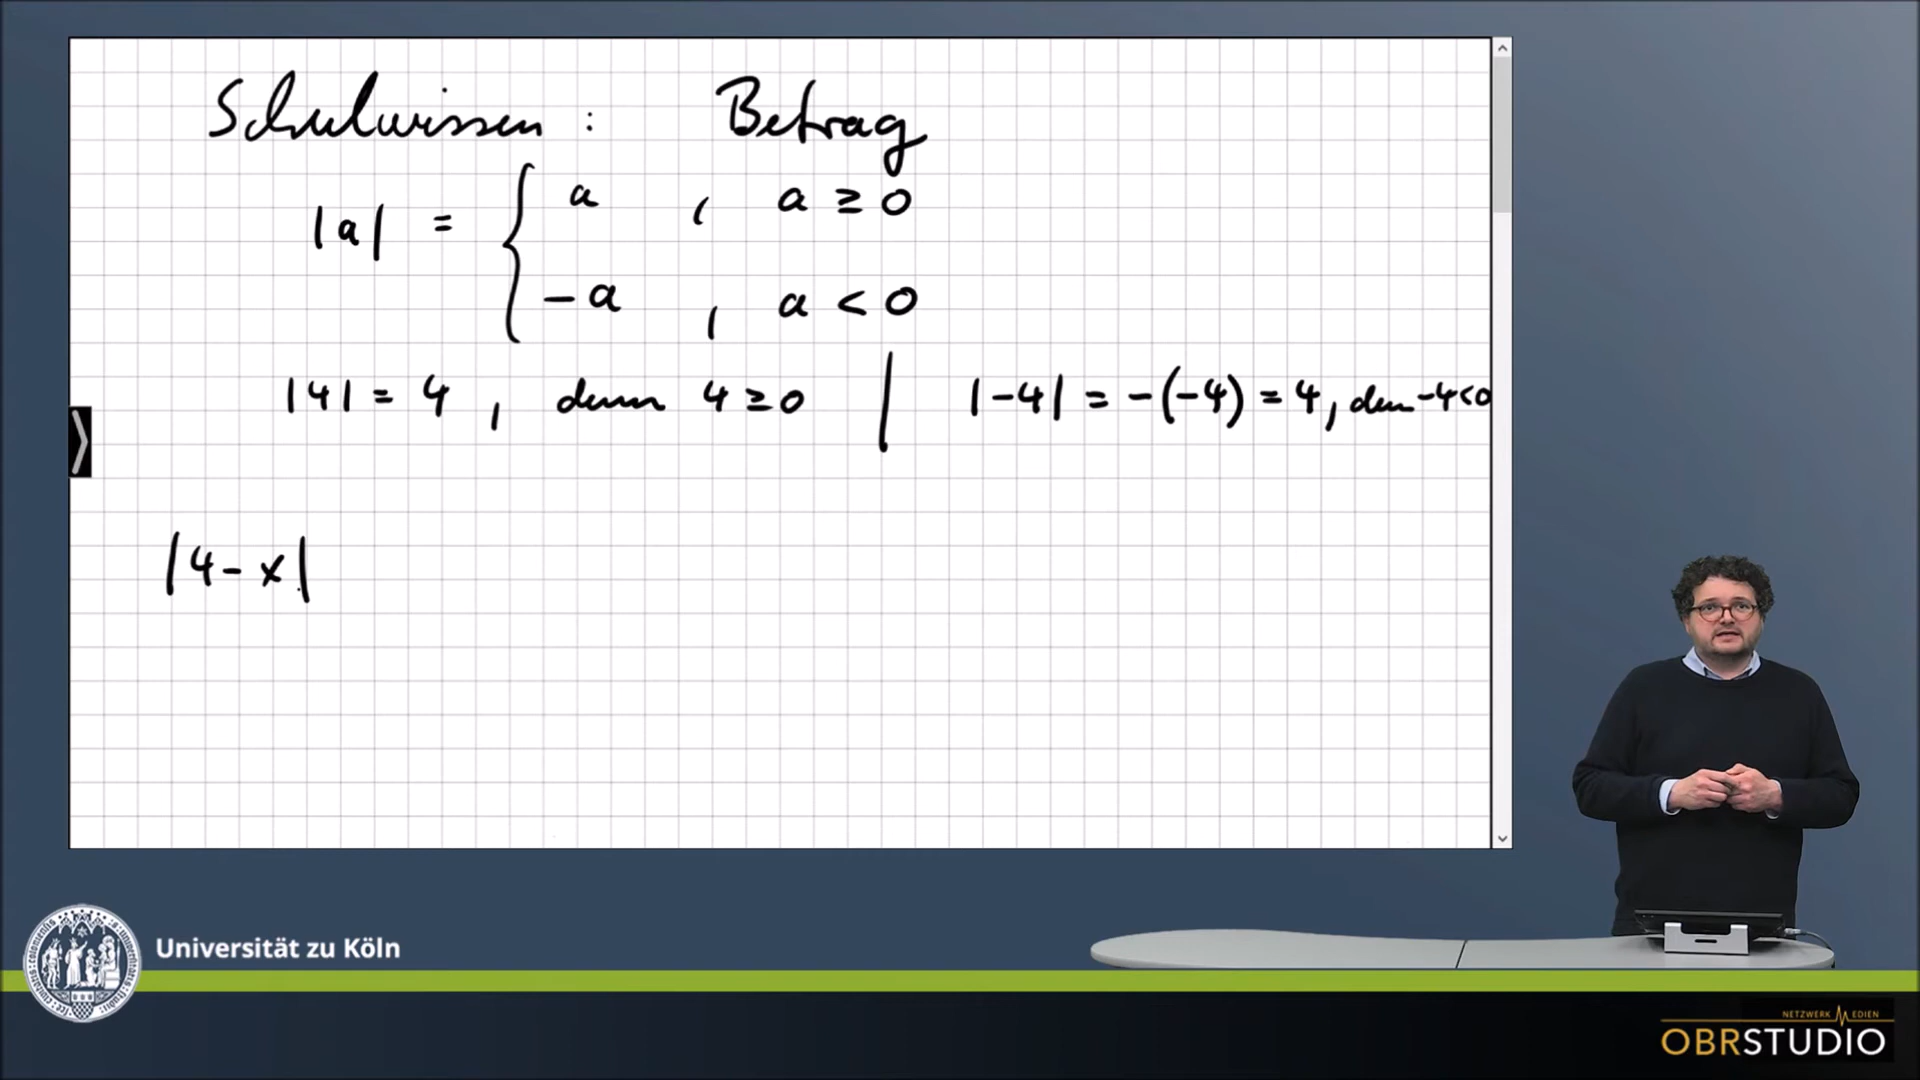 Schulwissen : Betrag
|a| = { a , a ≥ 0
-a , a < 0
|4| = 4 , denn 4 ≥ 0 | |-4| = -(-4) = 4, denn -4<0
|4-x|
Universität zu Köln
NETZWERK MEDIEN
OBRSTUDIO